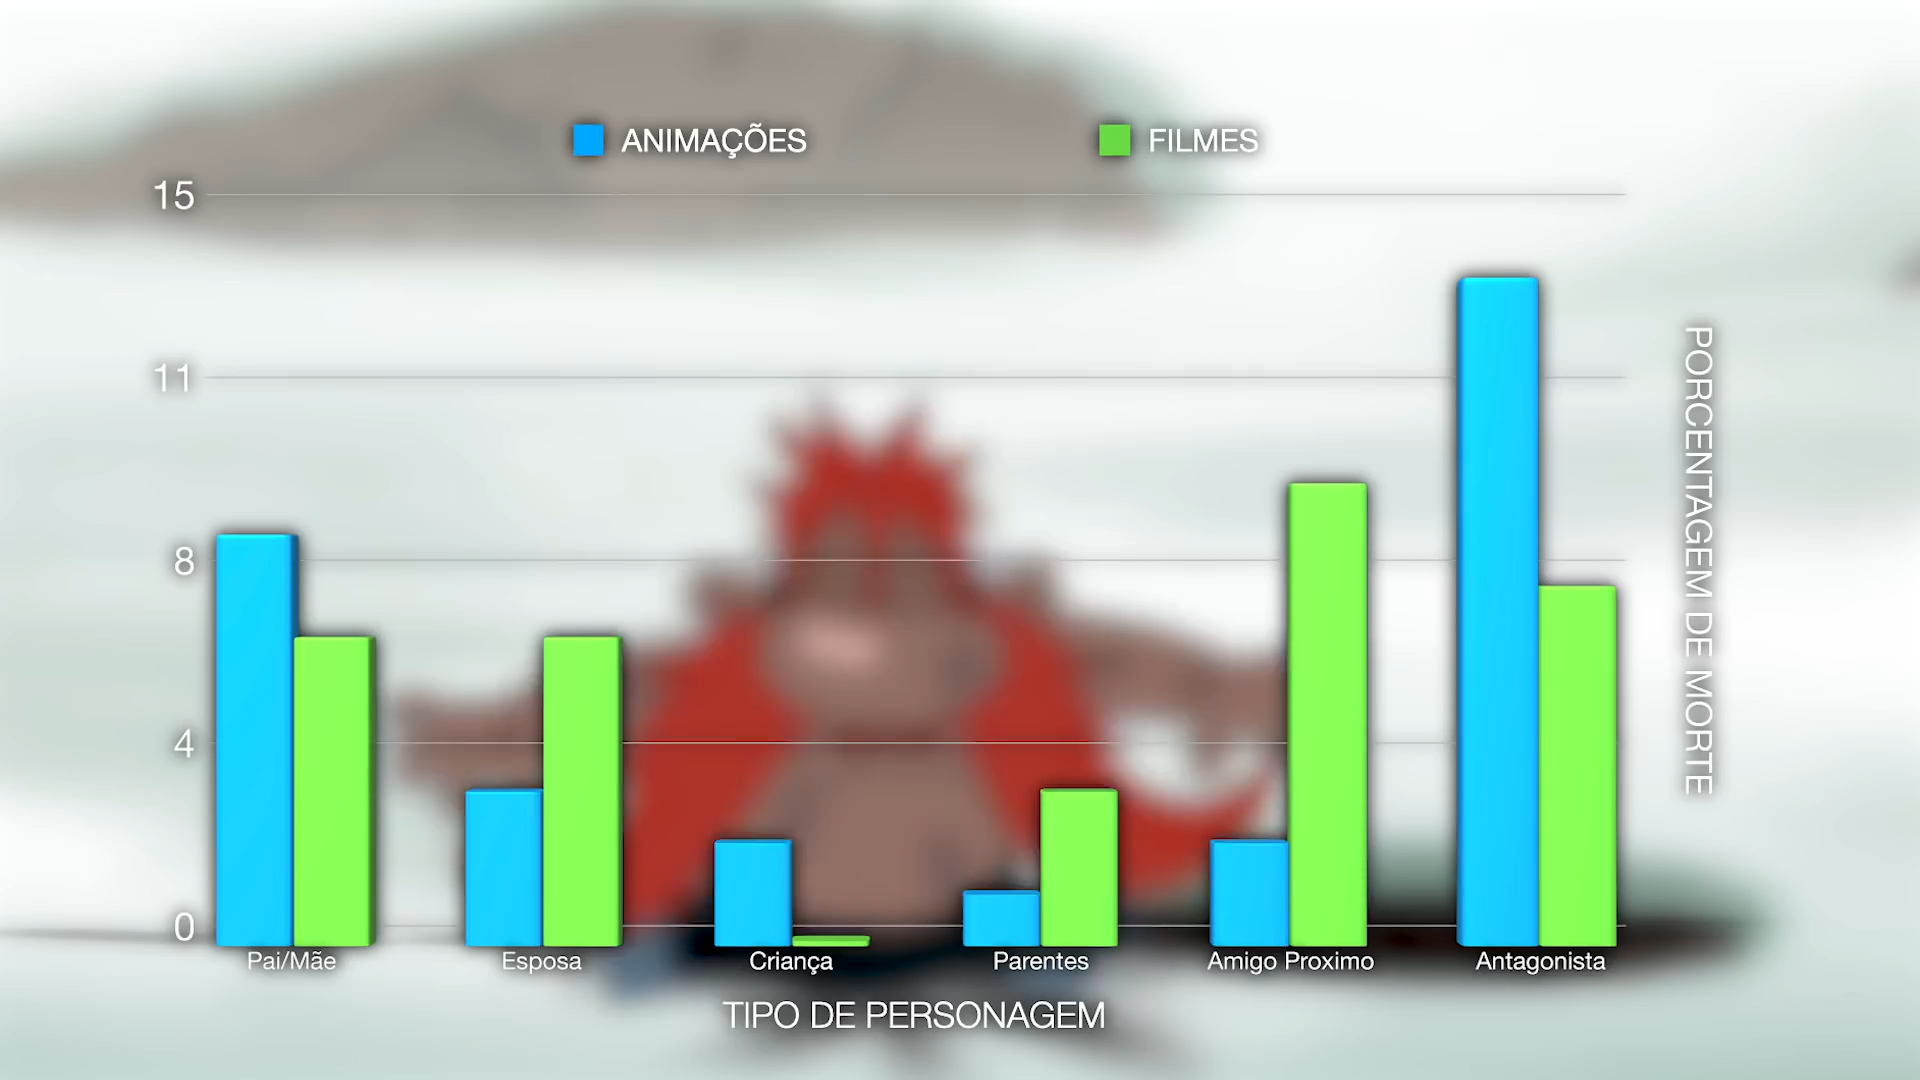 ANIMAÇÕES
FILMES
15
11
8
4
0
PORCENTAGEM DE MORTE
Pai/Mãe
Esposa
Criança
Parentes
Amigo Proximo
Antagonista
TIPO DE PERSONAGEM